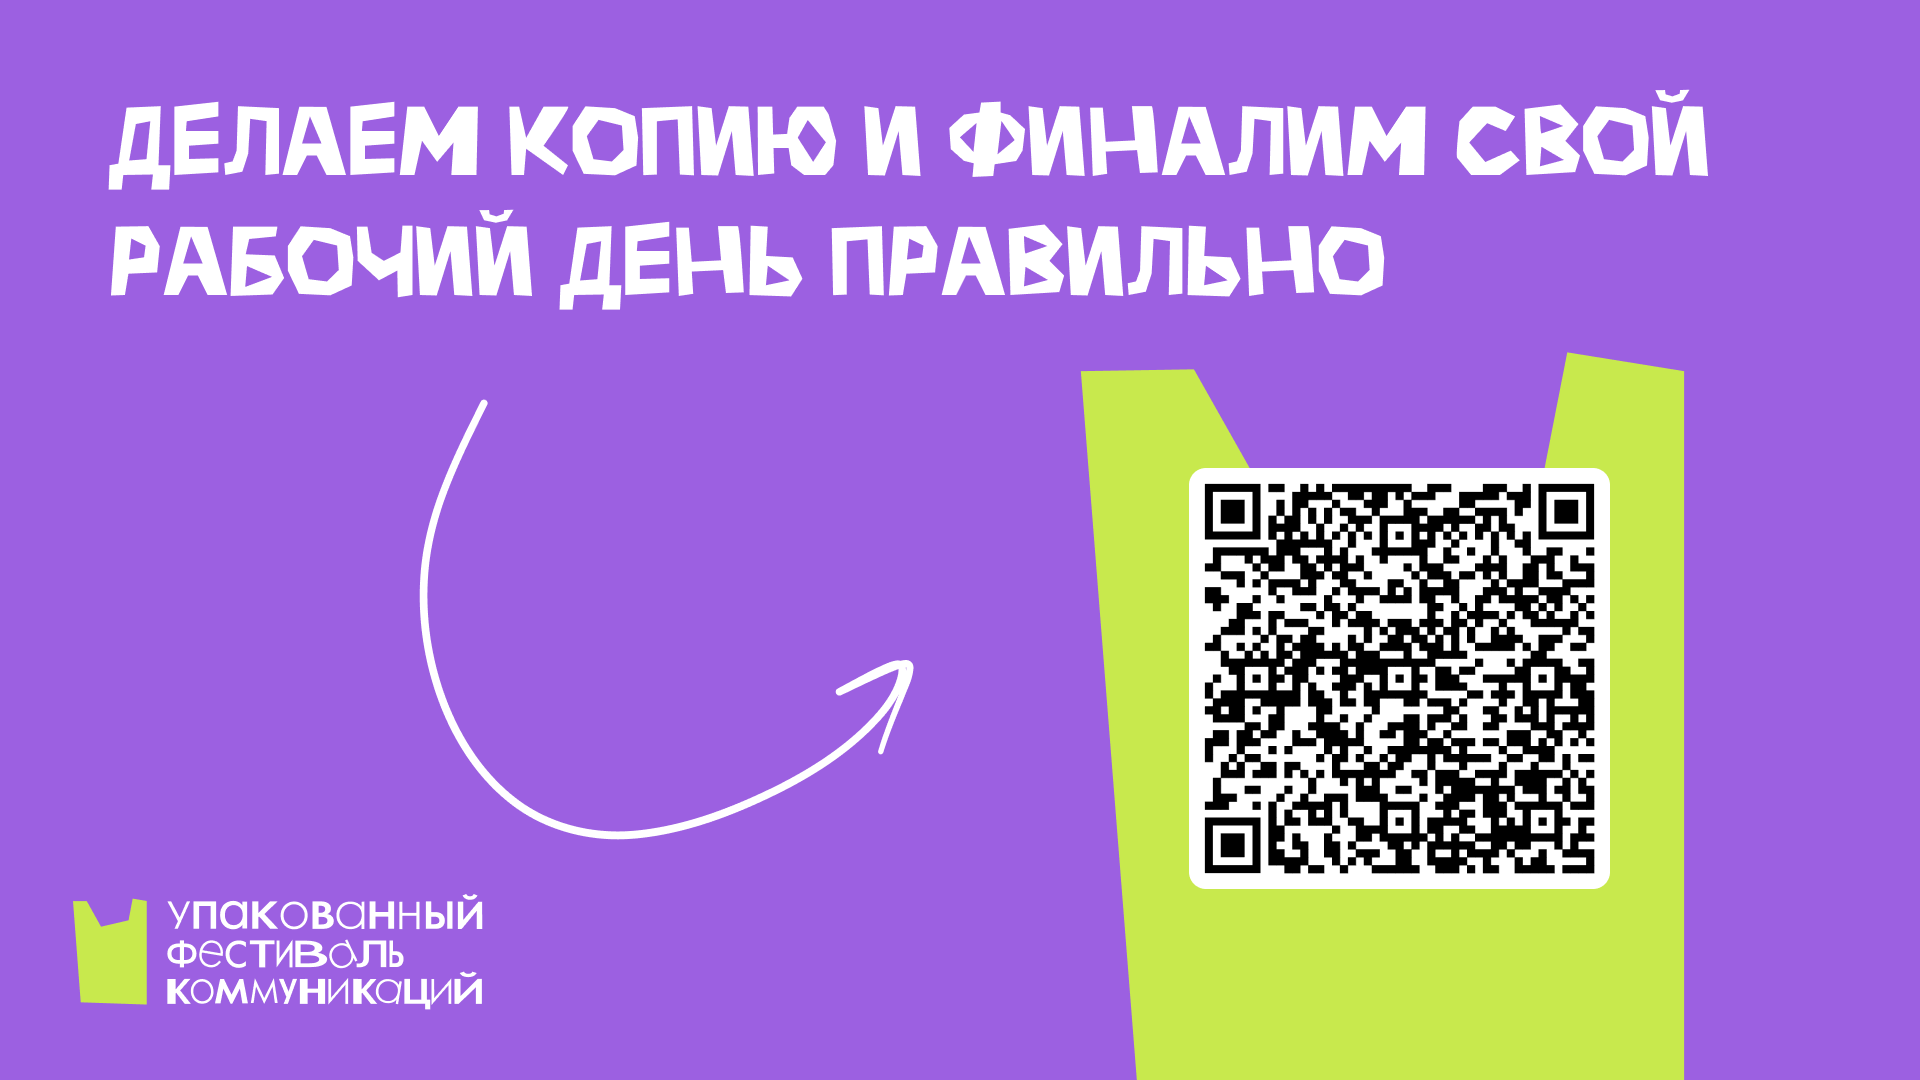 ДЕЛАЕМ КОПИЮ И ФИНАЛИМ СВОЙ
РАБОЧИЙ ДЕНЬ ПРАВИЛЬНО
УПАКОВАННЫЙ
ФЕСТИВАЛЬ
КОММУНИКАЦИЙ